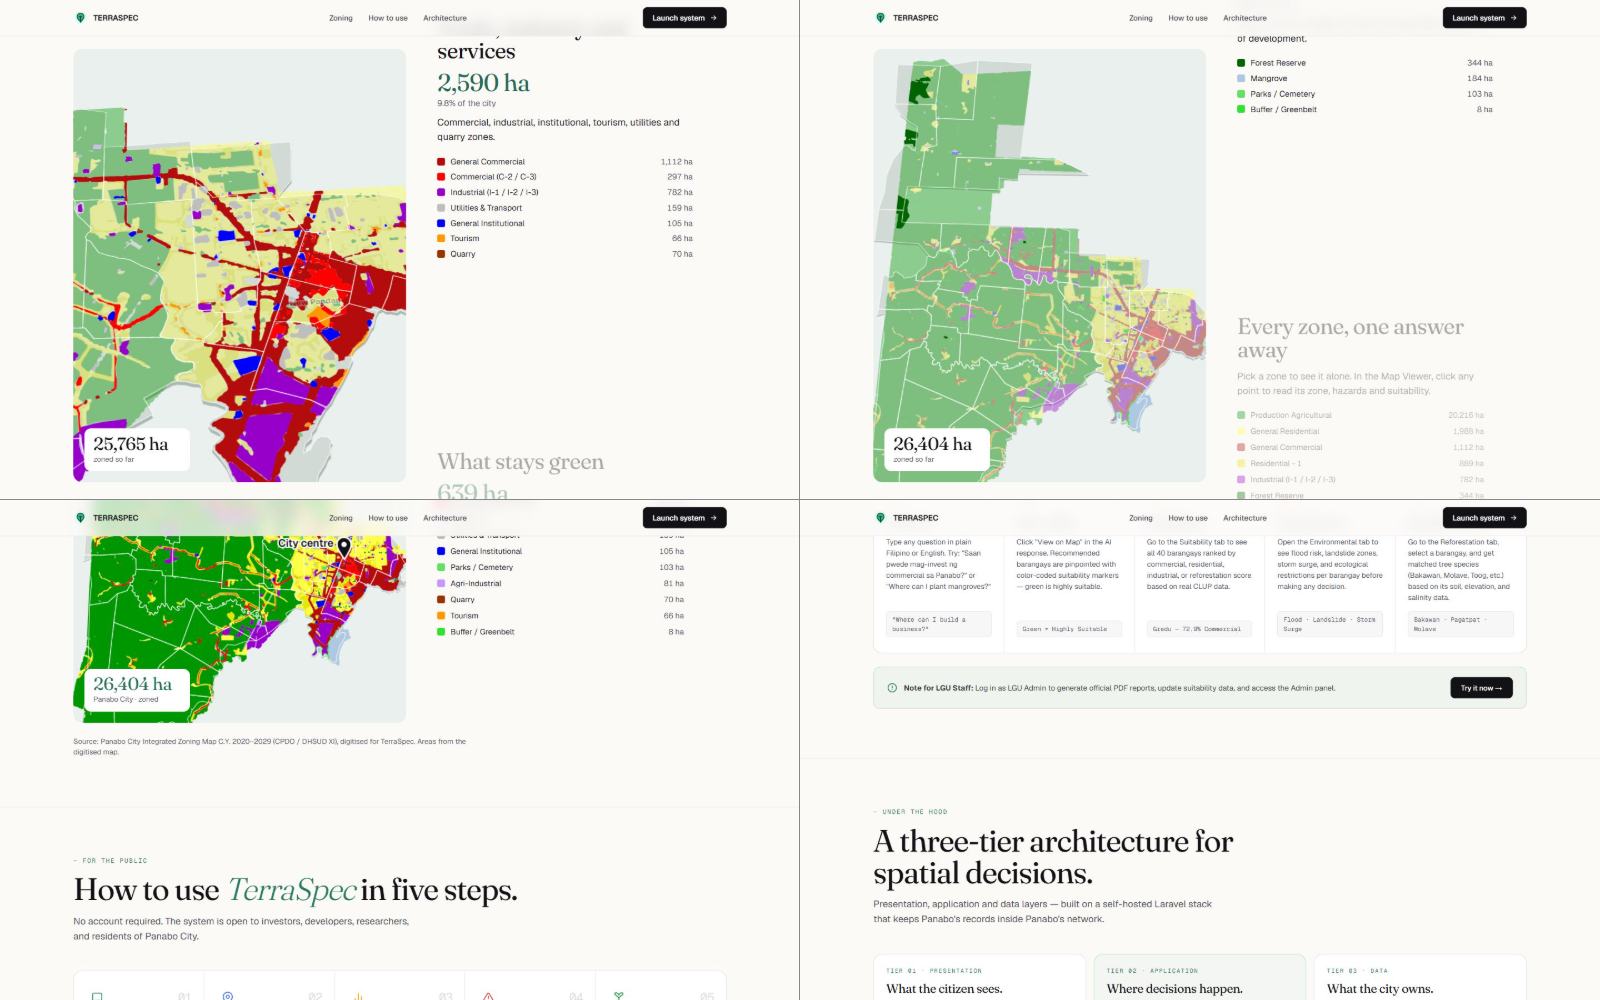 TERRASPEC
Zoning
How to use
Architecture
Launch system →
services
2,590 ha
9.8% of the city
Commercial, industrial, institutional, tourism, utilities and
quarry zones.
General Commercial 1,112 ha
Commercial (C-2 / C-3) 297 ha
Industrial (I-1 / I-2 / I-3) 782 ha
Utilities & Transport 159 ha
General Institutional 105 ha
Tourism 66 ha
Quarry 70 ha
25,765 ha
zoned so far
What stays green
639 ha
TERRASPEC
Zoning
How to use
Architecture
Launch system →
of development.
Forest Reserve 344 ha
Mangrove 184 ha
Parks / Cemetery 103 ha
Buffer / Greenbelt 8 ha
Every zone, one answer
away
Pick a zone to see it alone. In the Map Viewer, click any
point to read its zone, hazards and suitability.
Production Agricultural 20,216 ha
General Residential 1,988 ha
General Commercial 1,112 ha
Residential - 1 889 ha
Industrial (I-1 / I-2 / I-3) 782 ha
Forest Reserve 344 ha
26,404 ha
zoned so far
TERRASPEC
Zoning
How to use
Architecture
Launch system →
City centre
Utilities & Transport 159 ha
General Institutional 105 ha
Parks / Cemetery 103 ha
Agri-Industrial 81 ha
Quarry 70 ha
Tourism 66 ha
Buffer / Greenbelt 8 ha
26,404 ha
Panabo City · zoned
Source: Panabo City Integrated Zoning Map C.Y. 2020–2029 (CPDO / DHSUD XI), digitised for TerraSpec. Areas from the
digitised map.
– FOR THE PUBLIC
How to use TerraSpec in five steps.
No account required. The system is open to investors, developers, researchers,
and residents of Panabo City.
01
02
03
04
05
TERRASPEC
Zoning
How to use
Architecture
Launch system →
Type any question in plain
Filipino or English. Try: "Saan
pwede mag-invest ng
commercial sa Panabo?" or
"Where can I plant mangroves?"
"Where can I build a
business?"
Click "View on Map" in the AI
response. Recommended
barangays are pinpointed with
color-coded suitability markers
— green is highly suitable.
Green = Highly Suitable
Go to the Suitability tab to see
all 40 barangays ranked by
commercial, residential,
industrial, or reforestation score
based on real CLUP data.
Gredu — 72.9% Commercial
Open the Environmental tab to
see flood risk, landslide zones,
storm surge, and ecological
restrictions per barangay before
making any decision.
Flood · Landslide · Storm
Surge
Go to the Reforestation tab,
select a barangay, and get
matched tree species
(Bakawan, Molave, Toog, etc.)
based on its soil, elevation, and
salinity data.
Bakawan · Pagatpat ·
Molave
Note for LGU Staff: Log in as LGU Admin to generate official PDF reports, update suitability data, and access the Admin panel.
Try it now →
– UNDER THE HOOD
A three-tier architecture for
spatial decisions.
Presentation, application and data layers — built on a self-hosted Laravel stack
that keeps Panabo's records inside Panabo's network.
TIER 01 · PRESENTATION
What the citizen sees.
TIER 02 · APPLICATION
Where decisions happen.
TIER 03 · DATA
What the city owns.